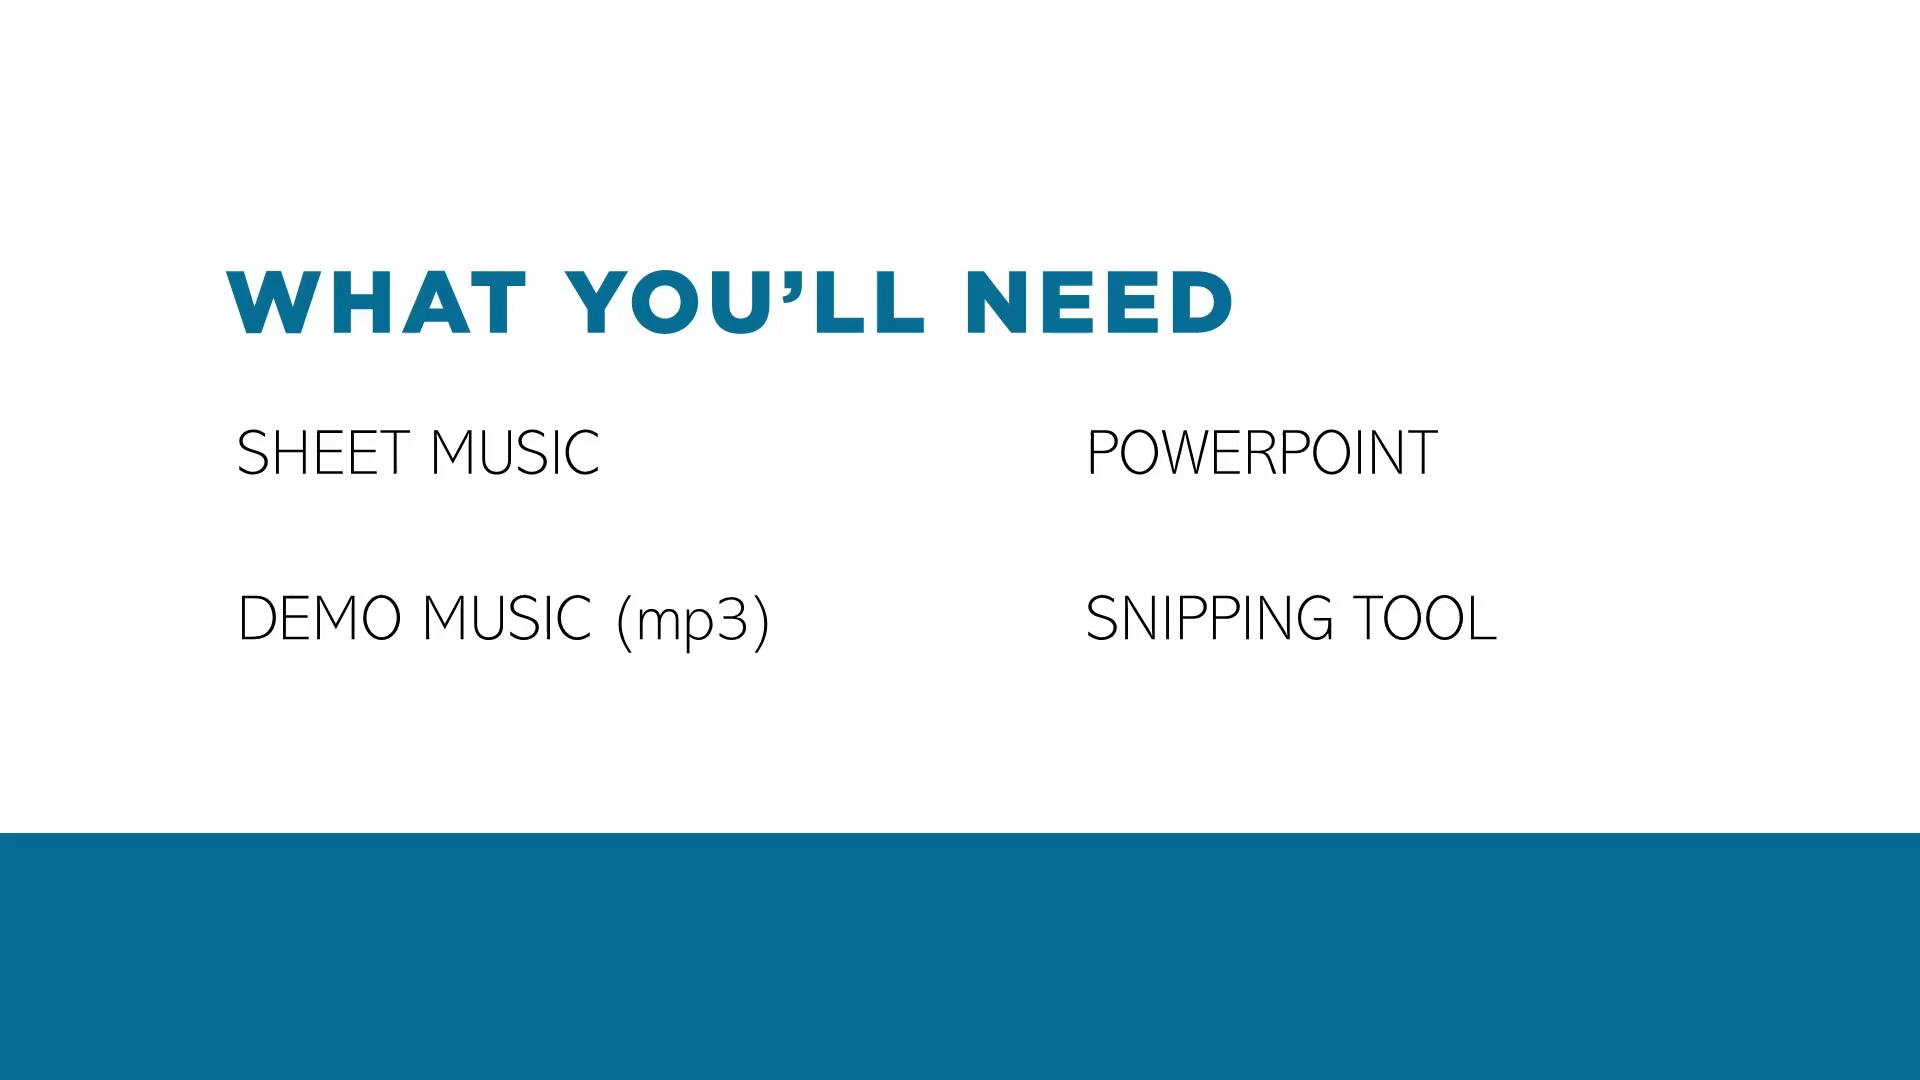 WHAT YOU’LL NEED
SHEET MUSIC
POWERPOINT
DEMO MUSIC (mp3)
SNIPPING TOOL